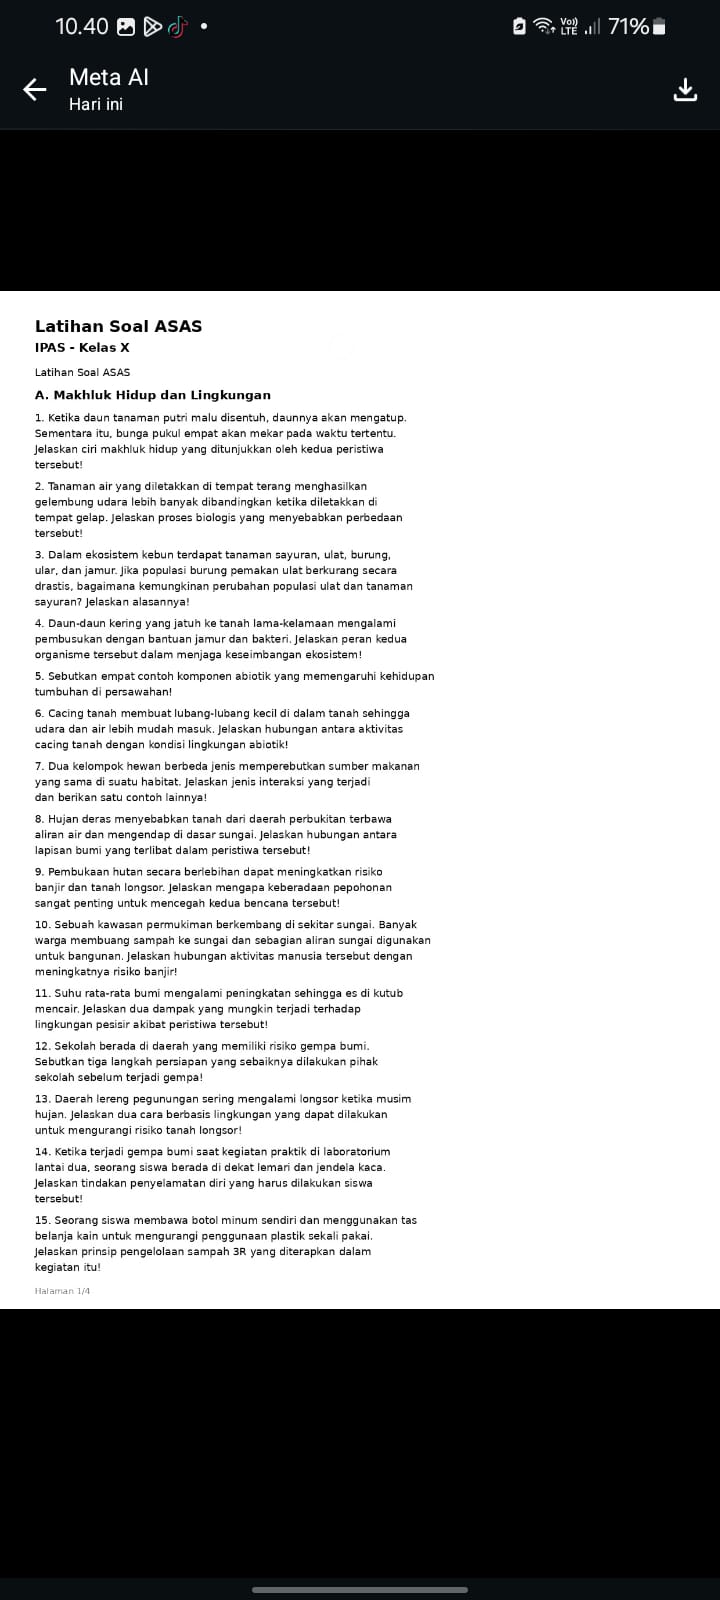 10.40
Vo)) LTE
71%
Meta AI
Hari ini
Latihan Soal ASAS
IPAS - Kelas X
Latihan Soal ASAS
A. Makhluk Hidup dan Lingkungan
1. Ketika daun tanaman putri malu disentuh, daunnya akan mengatup.
Sementara itu, bunga pukul empat akan mekar pada waktu tertentu.
Jelaskan ciri makhluk hidup yang ditunjukkan oleh kedua peristiwa
tersebut!
2. Tanaman air yang diletakkan di tempat terang menghasilkan
gelembung udara lebih banyak dibandingkan ketika diletakkan di
tempat gelap. Jelaskan proses biologis yang menyebabkan perbedaan
tersebut!
3. Dalam ekosistem kebun terdapat tanaman sayuran, ulat, burung,
ular, dan jamur. Jika populasi burung pemakan ulat berkurang secara
drastis, bagaimana kemungkinan perubahan populasi ulat dan tanaman
sayuran? Jelaskan alasannya!
4. Daun-daun kering yang jatuh ke tanah lama-kelamaan mengalami
pembusukan dengan bantuan jamur dan bakteri. Jelaskan peran kedua
organisme tersebut dalam menjaga keseimbangan ekosistem!
5. Sebutkan empat contoh komponen abiotik yang memengaruhi kehidupan
tumbuhan di persawahan!
6. Cacing tanah membuat lubang-lubang kecil di dalam tanah sehingga
udara dan air lebih mudah masuk. Jelaskan hubungan antara aktivitas
cacing tanah dengan kondisi lingkungan abiotik!
7. Dua kelompok hewan berbeda jenis memperebutkan sumber makanan
yang sama di suatu habitat. Jelaskan jenis interaksi yang terjadi
dan berikan satu contoh lainnya!
8. Hujan deras menyebabkan tanah dari daerah perbukitan terbawa
aliran air dan mengendap di dasar sungai. Jelaskan hubungan antara
lapisan bumi yang terlibat dalam peristiwa tersebut!
9. Pembukaan hutan secara berlebihan dapat meningkatkan risiko
banjir dan tanah longsor. Jelaskan mengapa keberadaan pepohonan
sangat penting untuk mencegah kedua bencana tersebut!
10. Sebuah kawasan permukiman berkembang di sekitar sungai. Banyak
warga membuang sampah ke sungai dan sebagian aliran sungai digunakan
untuk bangunan. Jelaskan hubungan aktivitas manusia tersebut dengan
meningkatnya risiko banjir!
11. Suhu rata-rata bumi mengalami peningkatan sehingga es di kutub
mencair. Jelaskan dua dampak yang mungkin terjadi terhadap
lingkungan pesisir akibat peristiwa tersebut!
12. Sekolah berada di daerah yang memiliki risiko gempa bumi.
Sebutkan tiga langkah persiapan yang sebaiknya dilakukan pihak
sekolah sebelum terjadi gempa!
13. Daerah lereng pegunungan sering mengalami longsor ketika musim
hujan. Jelaskan dua cara berbasis lingkungan yang dapat dilakukan
untuk mengurangi risiko tanah longsor!
14. Ketika terjadi gempa bumi saat kegiatan praktik di laboratorium
lantai dua, seorang siswa berada di dekat lemari dan jendela kaca.
Jelaskan tindakan penyelamatan diri yang harus dilakukan siswa
tersebut!
15. Seorang siswa membawa botol minum sendiri dan menggunakan tas
belanja kain untuk mengurangi penggunaan plastik sekali pakai.
Jelaskan prinsip pengelolaan sampah 3R yang diterapkan dalam
kegiatan itu!
Halaman 1/4